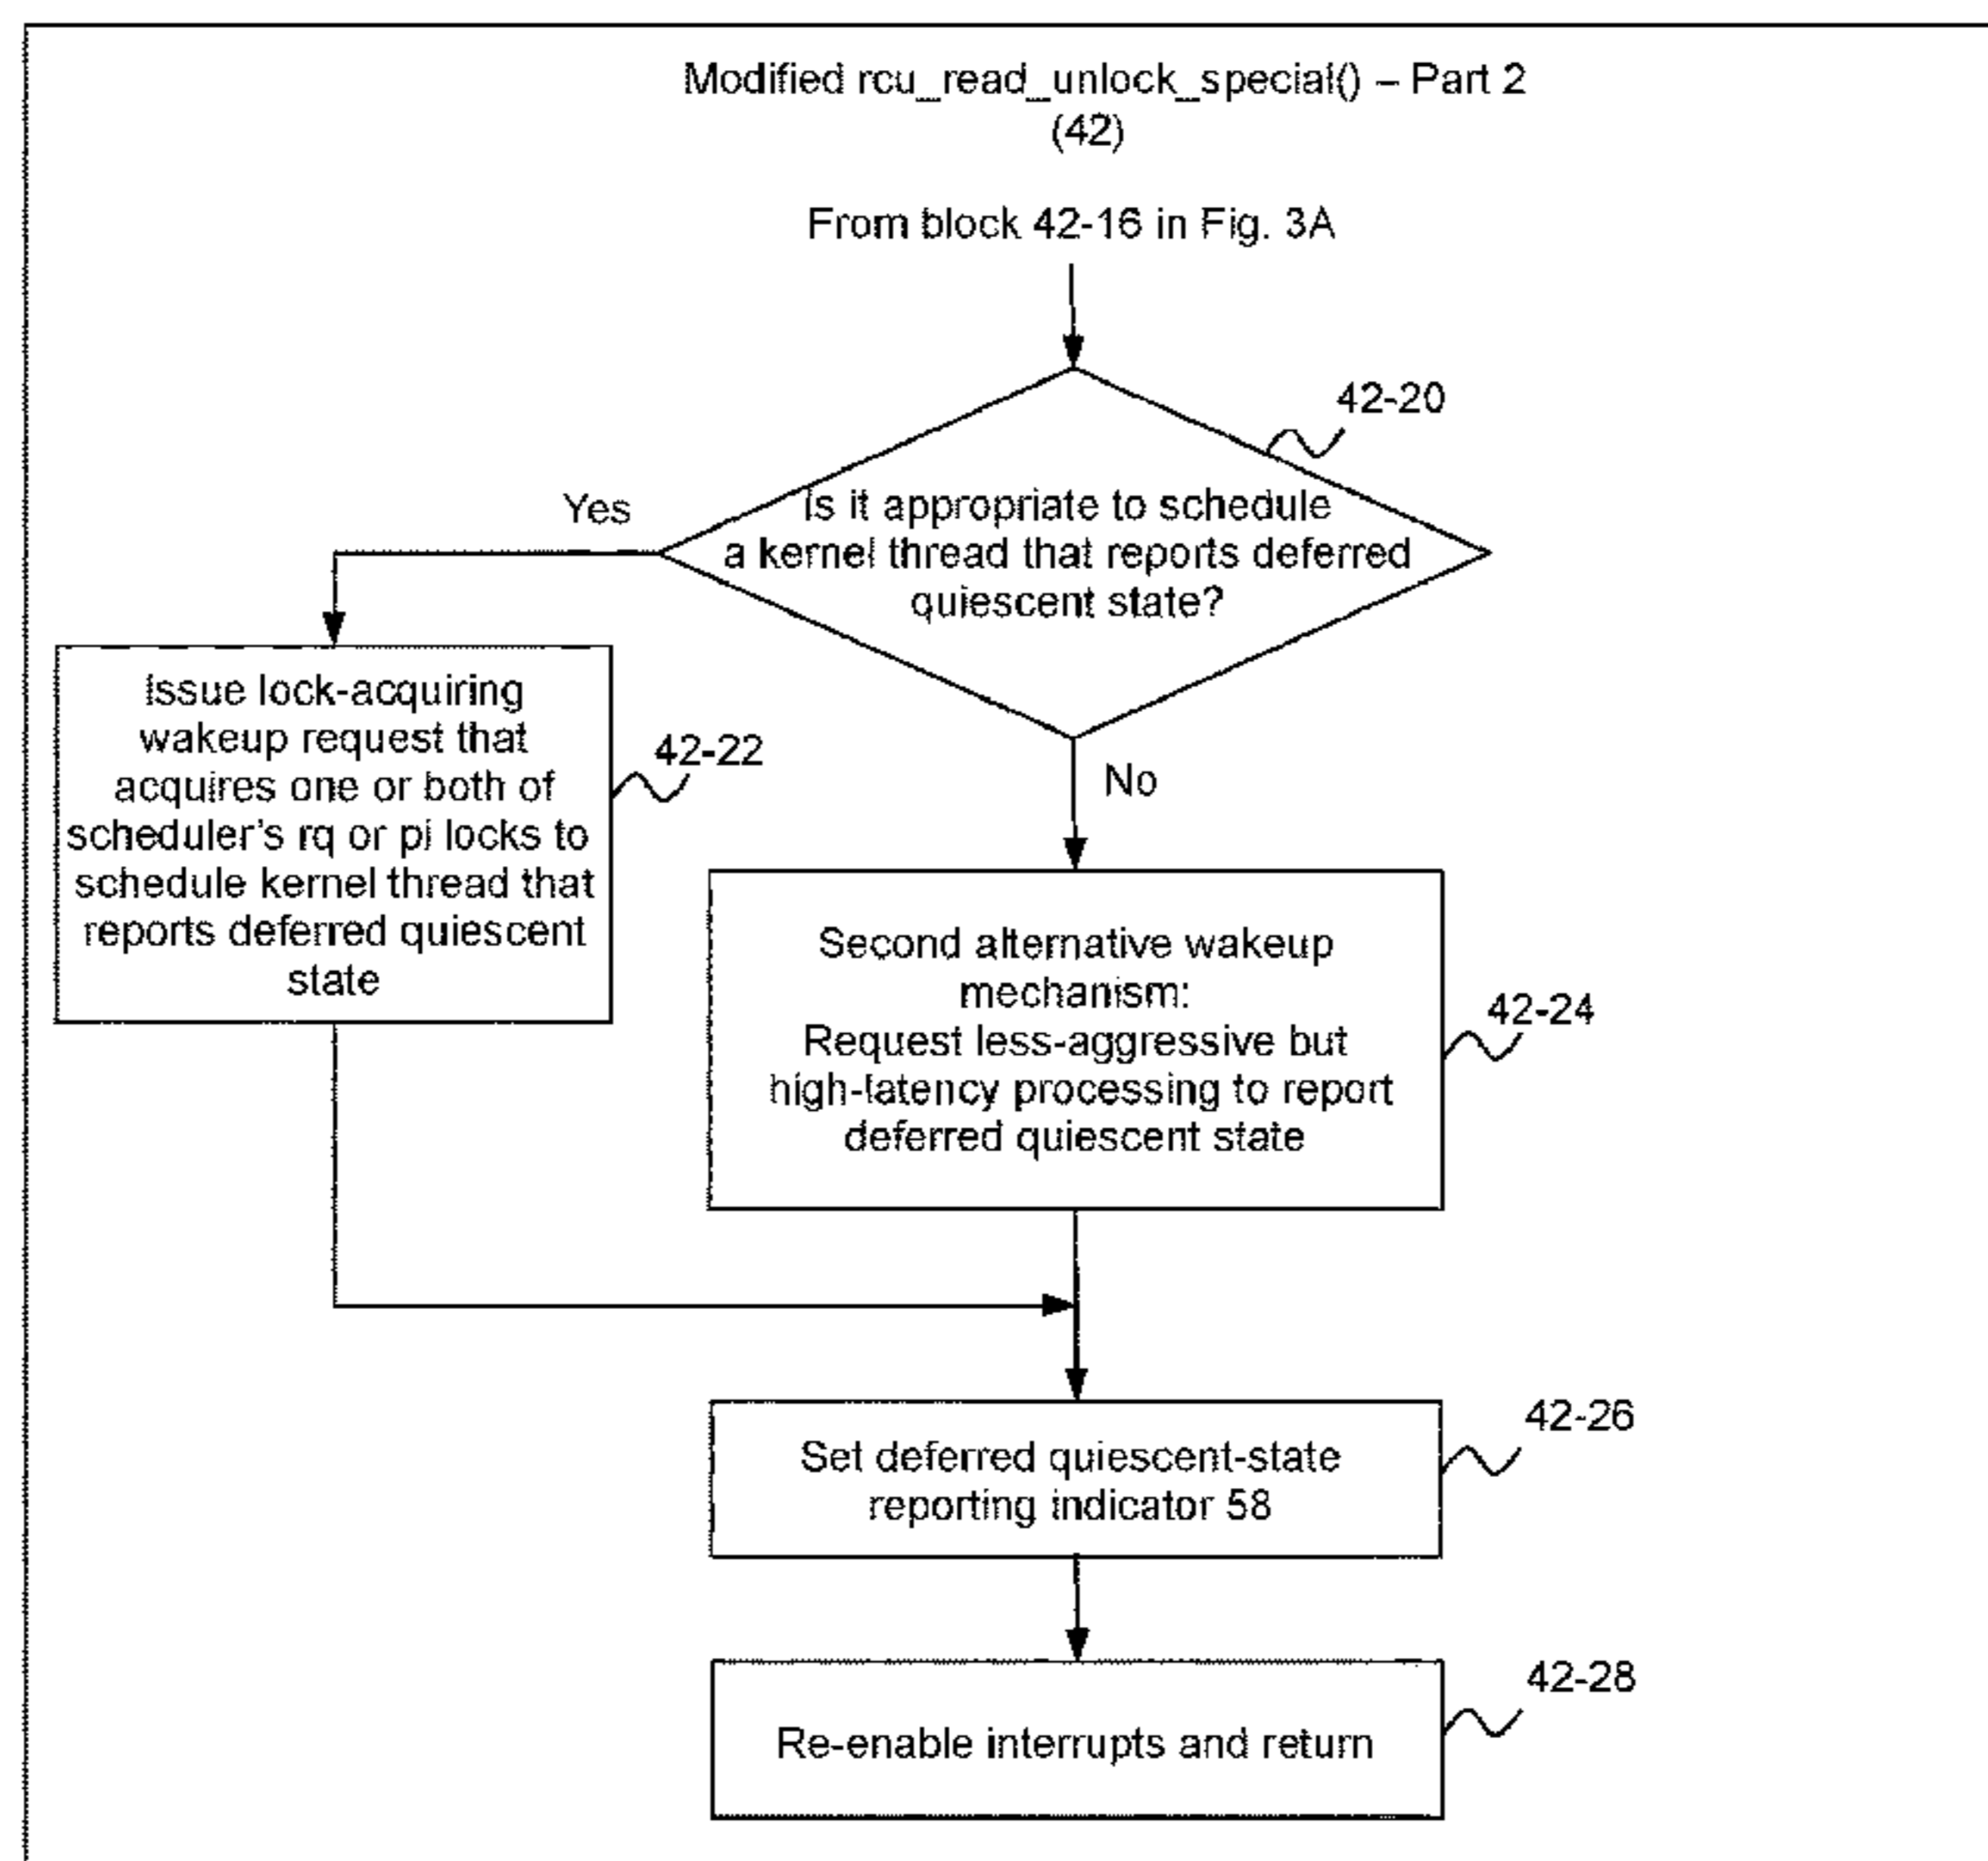 Modified rcu_read_unlock_special() – Part 2
(42)
From block 42-16 in Fig. 3A
42-20
Yes
Is it appropriate to schedule
a kernel thread that reports deferred
quiescent state?
Issue lock-acquiring
wakeup request that
acquires one or both of
scheduler's rq or pi locks to
schedule kernel thread that
reports deferred quiescent
state
42-22
No
Second alternative wakeup
mechanism:
Request less-aggressive but
high-latency processing to report
deferred quiescent state
42-24
Set deferred quiescent-state
reporting indicator 58
42-26
Re-enable interrupts and return
42-28